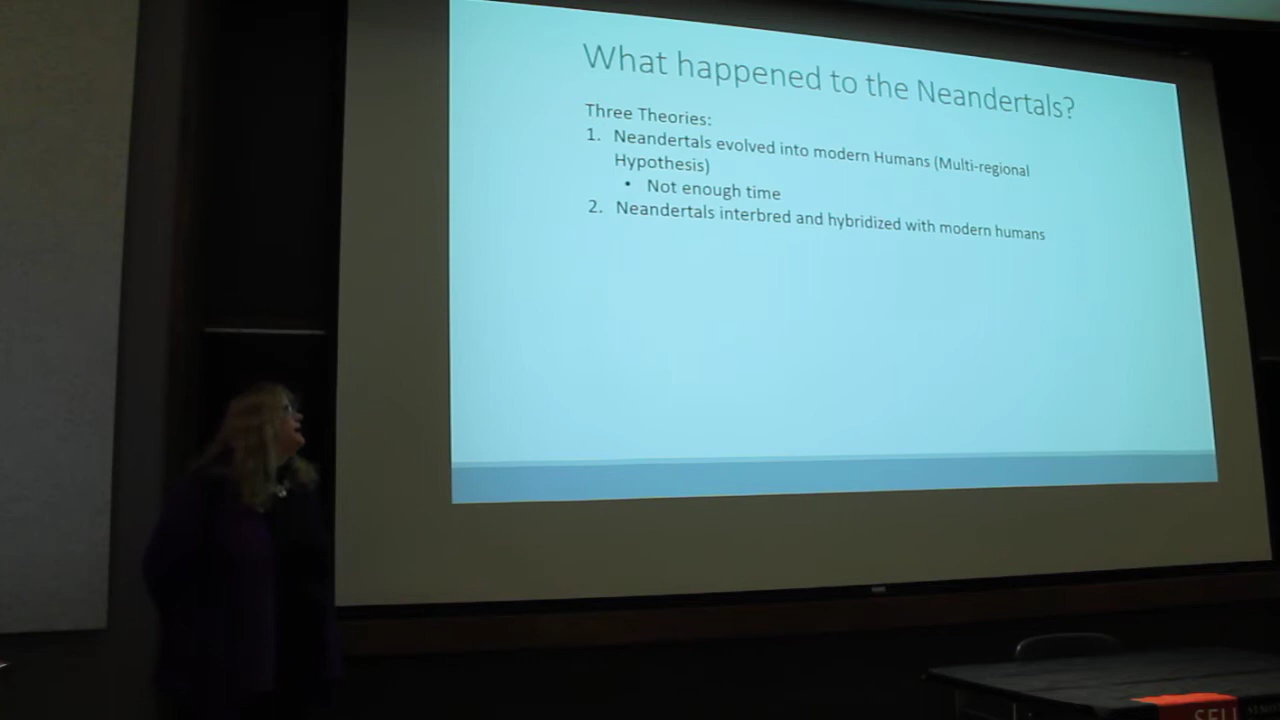 What happened to the Neandertals?
Three Theories:
1. Neandertals evolved into modern Humans (Multi-regional
Hypothesis)
• Not enough time
2. Neandertals interbred and hybridized with modern humans